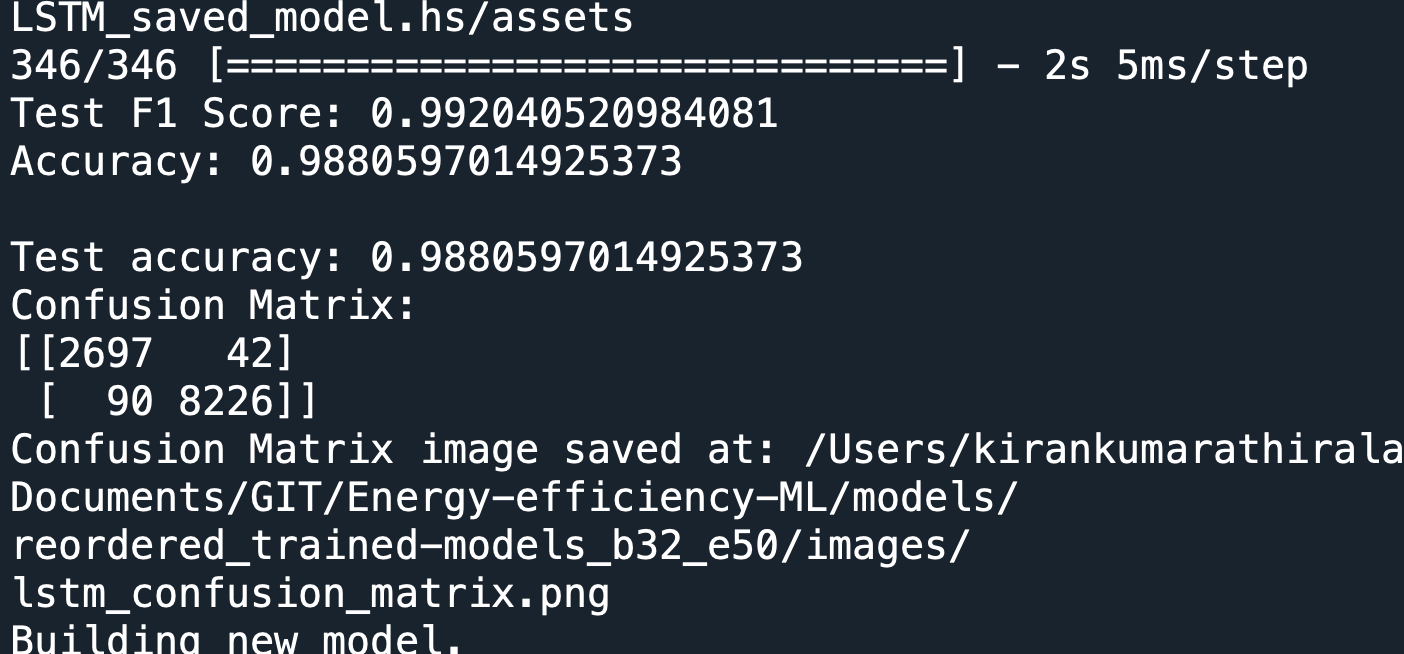 LSTM_saved_model.hs/assets
346/346 [==============================] - 2s 5ms/step
Test F1 Score: 0.992040520984081
Accuracy: 0.9880597014925373
Test accuracy: 0.9880597014925373
Confusion Matrix:
[[2697   42]
 [  90 8226]]
Confusion Matrix image saved at: /Users/kirankumarathirala
Documents/GIT/Energy-efficiency-ML/models/
reordered_trained-models_b32_e50/images/
lstm_confusion_matrix.png
Building new model.